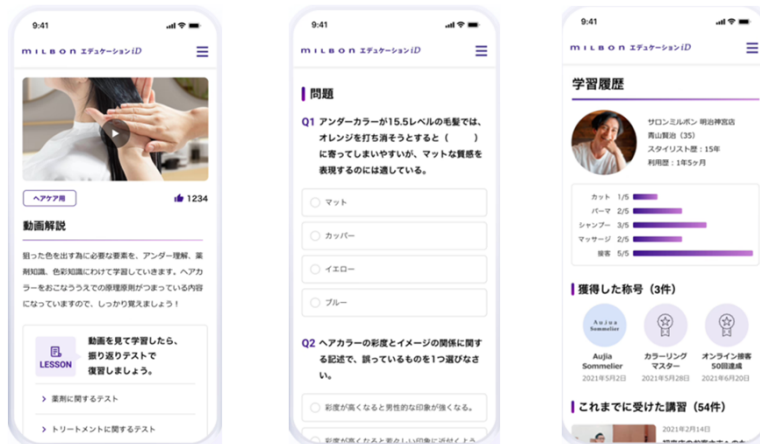 9:41
MILBON エデュケーションiD
ヘアケア用
1234
動画解説
狙った色を出す為に必要な要素を、アンダー理解、薬
剤知識、色彩知識にわけて学習していきます。ヘアカ
ラーをおこなううえでの原理原則がつまっている内容
になっていますので、しっかり覚えましょう！
LESSON
動画を見て学習したら、
振り返りテストで
復習しましょう。
薬剤に関するテスト
トリートメントに関するテスト
9:41
MILBON エデュケーションiD
問題
Q1 アンダーカラーが15.5レベルの毛髪では、
オレンジを打ち消そうとすると（　　）
に寄ってしまいやすいが、マットな質感を
表現するのには適している。
マット
カッパー
イエロー
ブルー
Q2 ヘアカラーの彩度とイメージの関係に関す
る記述で、誤っているものを1つ選びなさ
い。
彩度が高くなると男性的な印象が強くなる。
9:41
MILBON エデュケーションiD
学習履歴
サロンミルボン 明治神宮店
青山賢治（35）
スタイリスト歴：15年
利用歴：1年5ヶ月
カット 1/5
パーマ 2/5
シャンプー 3/5
マッサージ 2/5
接客 5/5
獲得した称号（3件）
Aujua
Sommelier
Aujia
Sommelier
2021年5月2日
カラーリング
マスター
2021年5月28日
オンライン接客
50回達成
2021年6月20日
これまでに受けた講習（54件）
2021年2月14日